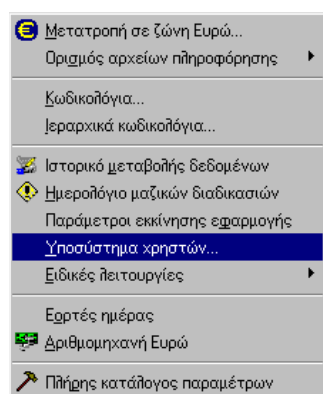 Μετατροπή σε ζώνη Ευρώ...
Ορισμός αρχείων πληροφόρησης
Κωδικολόγια...
Ιεραρχικά κωδικολόγια...
Ιστορικό μεταβολής δεδομένων
Ημερολόγιο μαζικών διαδικασιών
Παράμετροι εκκίνησης εφαρμογής
Υποσύστημα χρηστών...
Ειδικές λειτουργίες
Εορτές ημέρας
Αριθμομηχανή Ευρώ
Πλήρης κατάλογος παραμέτρων